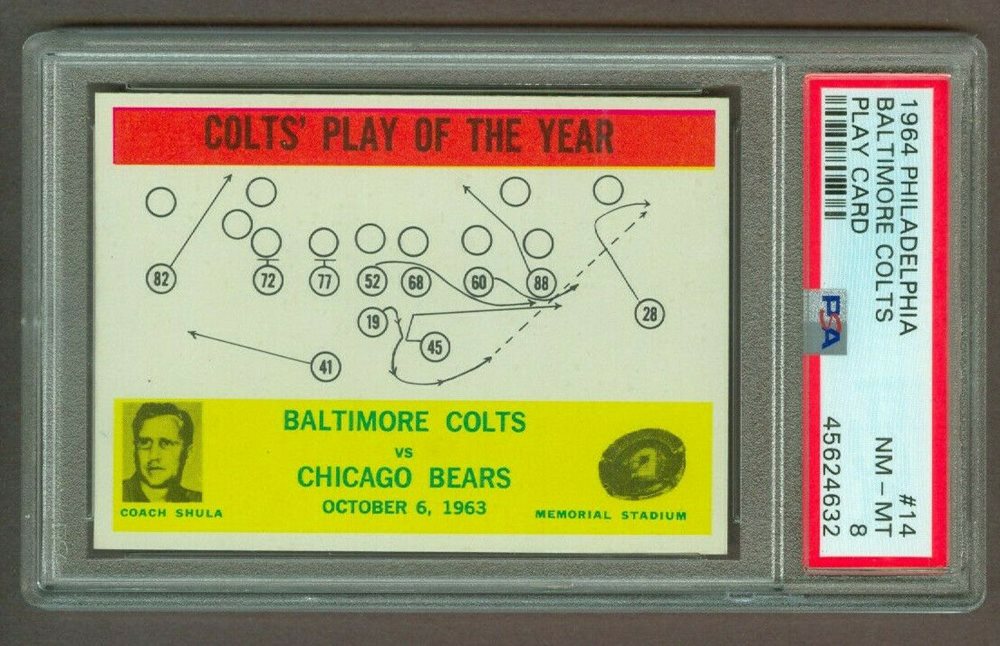 COLTS' PLAY OF THE YEAR
82
72
77
52
68
60
88
19
45
28
41
BALTIMORE COLTS
VS
CHICAGO BEARS
OCTOBER 6, 1963
COACH SHULA
MEMORIAL STADIUM
1964 PHILADELPHIA #14
BALTIMORE COLTS NM - MT
PLAY CARD 8
45624632
PSA